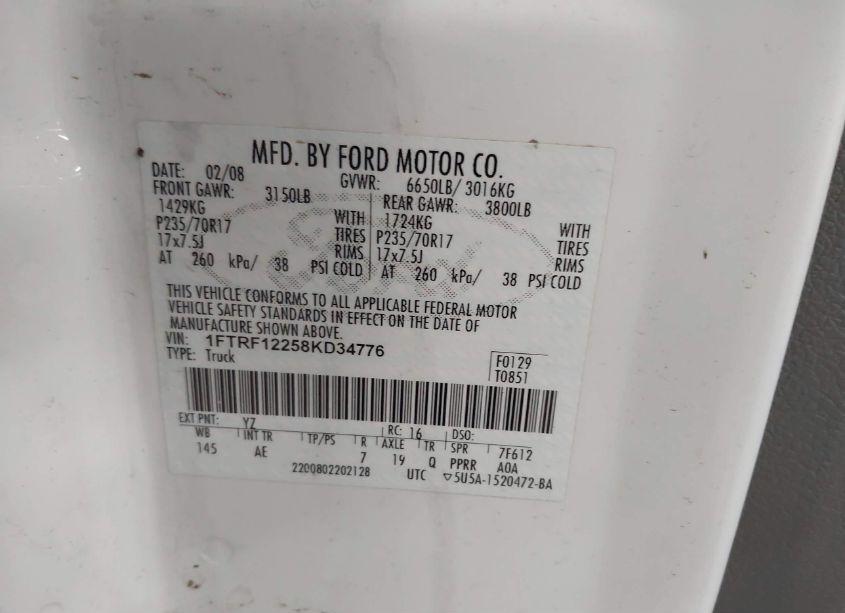 MFD. BY FORD MOTOR CO.
DATE: 02/08 GVWR: 6650LB/ 3016KG
FRONT GAWR: 3150LB REAR GAWR: 3800LB
1429KG WITH 1724KG WITH
P235/70R17 TIRES P235/70R17 TIRES
17x7.5J RIMS 17x7.5J RIMS
AT 260 kPa/ 38 PSI COLD AT 260 kPa/ 38 PSI COLD
THIS VEHICLE CONFORMS TO ALL APPLICABLE FEDERAL MOTOR
VEHICLE SAFETY STANDARDS IN EFFECT ON THE DATE OF
MANUFACTURE SHOWN ABOVE.
VIN: 1FTRF12258KD34776
TYPE: Truck
F0129
T0851
EXT PNT: YZ RC: 16 DSO:
WB INT TR TP/PS R AXLE TR SPR 7F612
145 AE 7 19 Q PPRR A0A
2200802202128 UTC ▽5U5A-1520472-BA